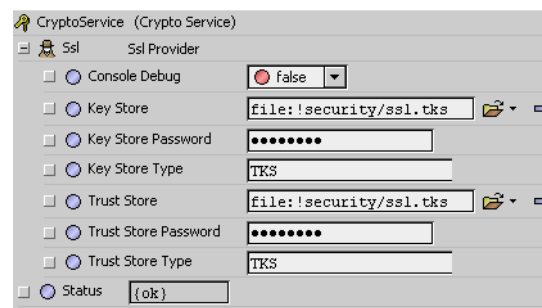 CryptoService (Crypto Service)
Ssl Ssl Provider
Console Debug false
Key Store file:!security/ssl.tks
Key Store Password ••••••••
Key Store Type TKS
Trust Store file:!security/ssl.tks
Trust Store Password ••••••••
Trust Store Type TKS
Status {ok}